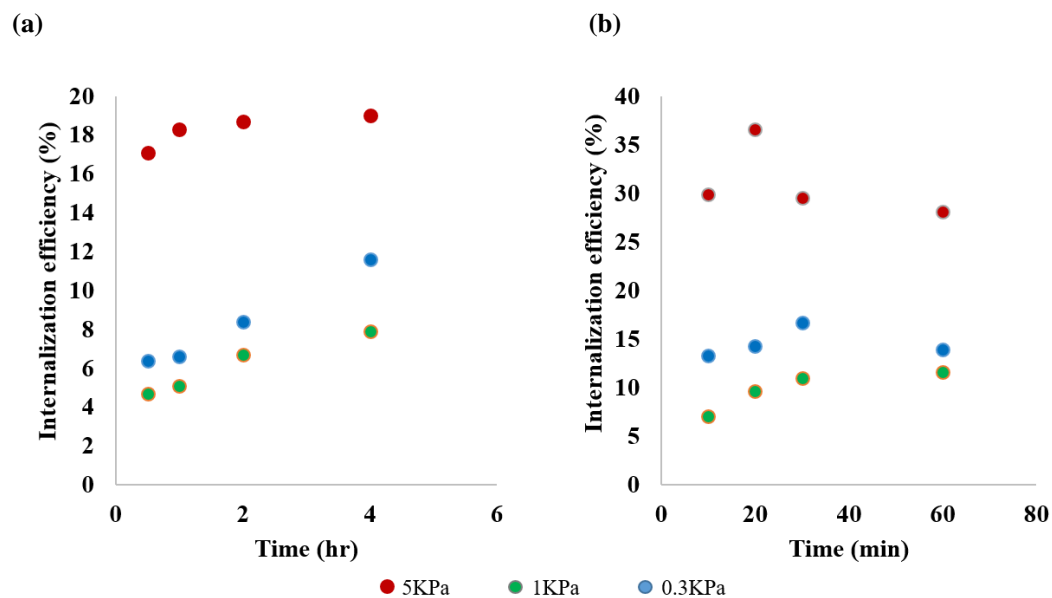 (a)
(b)
Internalization efficiency (%)
20
18
16
14
12
10
8
6
4
2
0
0 2 4 6
Time (hr)
Internalization efficiency (%)
40
35
30
25
20
15
10
5
0
0 20 40 60 80
Time (min)
5KPa 1KPa 0.3KPa